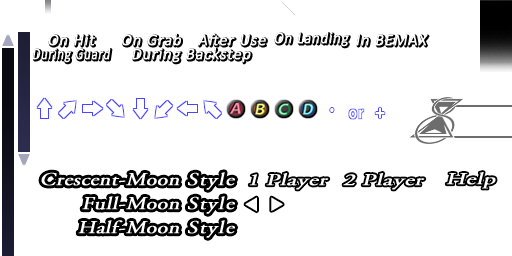 On Hit On Grab After Use On Landing In BEMAX
During Guard During Backstep
A B C D • or +
Crescent-Moon Style 1 Player 2 Player Help
Full-Moon Style
Half-Moon Style